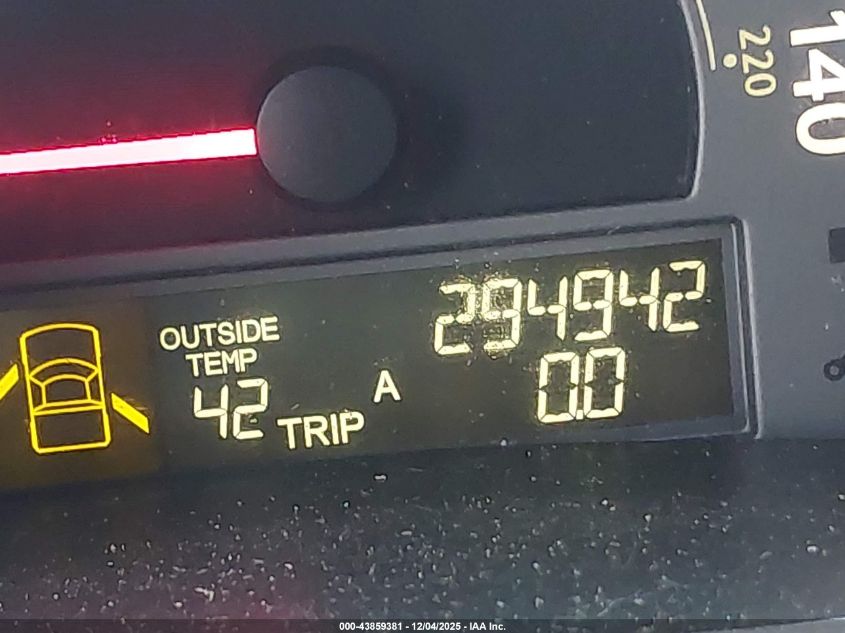 220
140
294942
OUTSIDE
TEMP
42
TRIP A 0.0
000-43859381 - 12/04/2025 - IAA Inc.